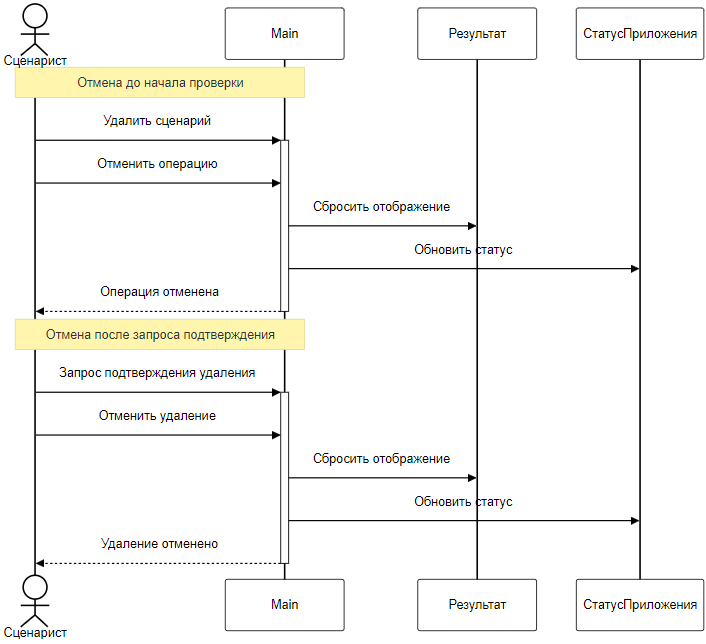 Сценарист
Main
Результат
СтатусПриложения
Отмена до начала проверки
Удалить сценарий
Отменить операцию
Сбросить отображение
Обновить статус
Операция отменена
Отмена после запроса подтверждения
Запрос подтверждения удаления
Отменить удаление
Сбросить отображение
Обновить статус
Удаление отменено
Сценарист
Main
Результат
СтатусПриложения